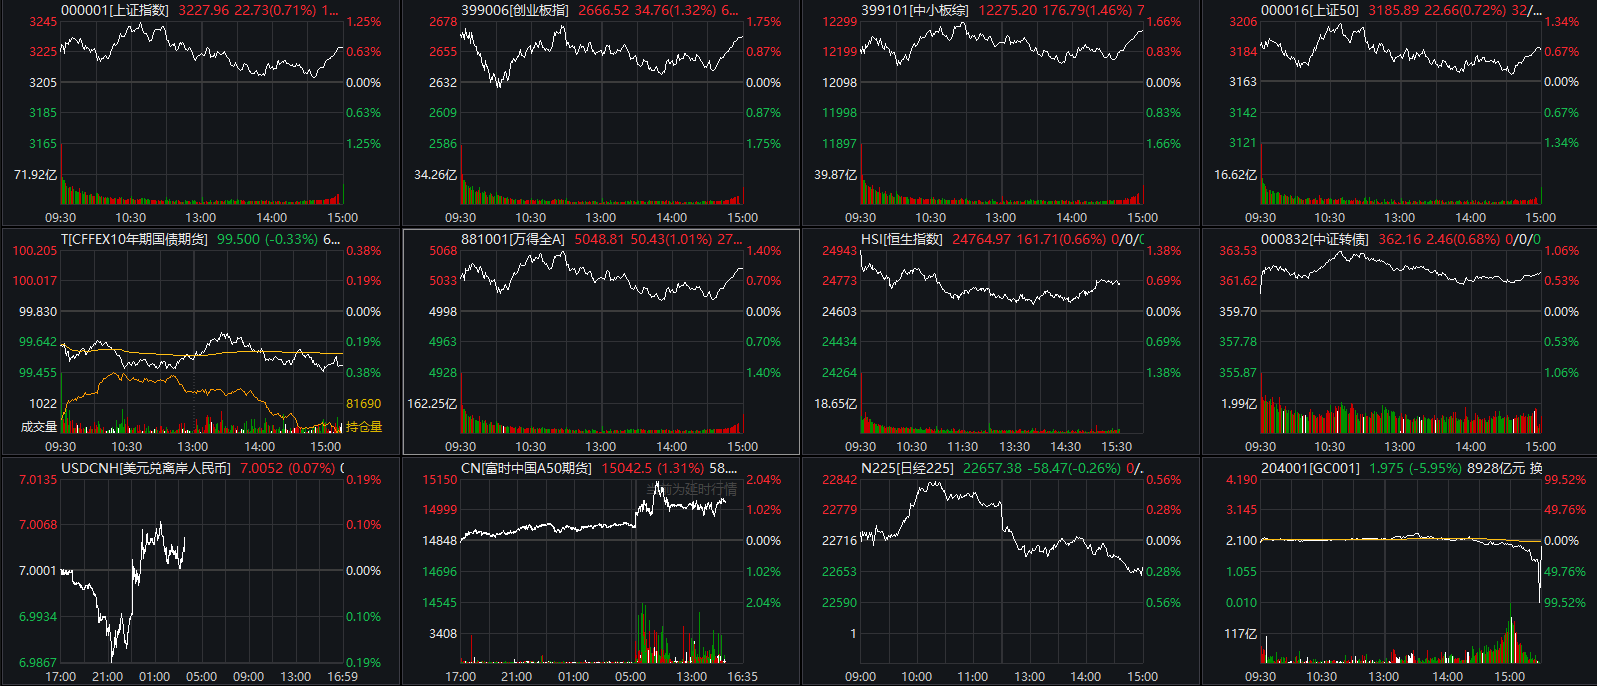 000001[上证指数] 3227.96 22.73(0.71%) 1...
3245 1.25%
3225 0.63%
3205 0.00%
3185 0.63%
3165 1.25%
71.92亿
09:30 10:30 13:00 14:00 15:00
399006[创业板指] 2666.52 34.76(1.32%) 6...
2678 1.75%
2655 0.87%
2632 0.00%
2609 0.87%
2586 1.75%
34.26亿
09:30 10:30 13:00 14:00 15:00
399101[中小板综] 12275.20 176.79(1.46%) 7
12299 1.66%
12199 0.83%
12098 0.00%
11998 0.83%
11897 1.66%
39.87亿
09:30 10:30 13:00 14:00 15:00
000016[上证50] 3185.89 22.66(0.72%) 32/...
3206 1.34%
3184 0.67%
3163 0.00%
3142 0.67%
3121 1.34%
16.62亿
09:30 10:30 13:00 14:00 15:00
T[CFFEX10年期国债期货] 99.500 (-0.33%) 6...
100.205 0.38%
100.017 0.19%
99.830 0.00%
99.642 0.19%
99.455 0.38%
1022 81690
成交量 持仓量
09:30 10:30 13:00 14:00 15:00
881001[万得全A] 5048.81 50.43(1.01%) 27...
5068 1.40%
5033 0.70%
4998 0.00%
4963 0.70%
4928 1.40%
162.25亿
09:30 10:30 13:00 14:00 15:00
HSI[恒生指数] 24764.97 161.71(0.66%) 0/0/0
24943 1.38%
24773 0.69%
24603 0.00%
24434 0.69%
24264 1.38%
18.65亿
09:30 10:30 11:30 13:30 14:30 15:30
000832[中证转债] 362.16 2.46(0.68%) 0/0/0
363.53 1.06%
361.62 0.53%
359.70 0.00%
357.78 0.53%
355.87 1.06%
1.99亿
09:30 10:30 13:00 14:00 15:00
USDCNH[美元兑离岸人民币] 7.0052 (0.07%) 0
7.0135 0.19%
7.0068 0.10%
7.0001 0.00%
6.9934 0.10%
6.9867 0.19%
17:00 21:00 01:00 05:00 09:00 13:00 16:59
CN[富时中国A50期货] 15042.5 (1.31%) 58....
当前为延时行情
15150 2.04%
14999 1.02%
14848 0.00%
14696 1.02%
14545 2.04%
3408
17:00 21:00 01:00 05:00 13:00 16:35
N225[日经225] 22657.38 -58.47(-0.26%) 0/.
22842 0.56%
22779 0.28%
22716 0.00%
22653 0.28%
22590 0.56%
1
09:00 10:00 11:00 13:00 14:00 15:00
204001[GC001] 1.975 (-5.95%) 8928亿元 换
4.190 99.52%
3.145 49.76%
2.100 0.00%
1.055 49.76%
0.010 99.52%
117亿
09:30 10:30 13:00 14:00 15:00